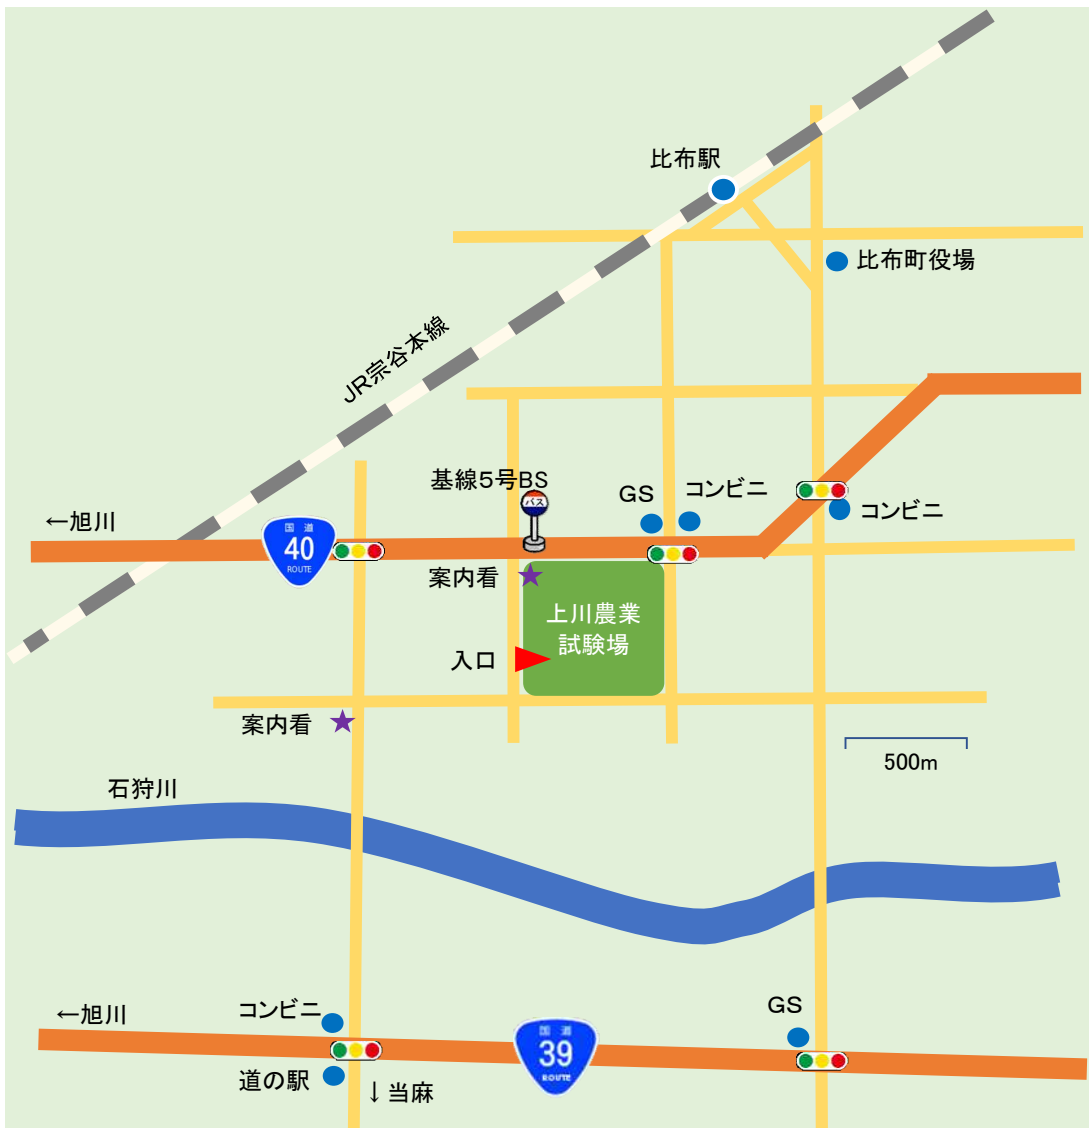 比布駅
比布町役場
JR宗谷本線
基線5号BS
バス
GS
コンビニ
コンビニ
←旭川
国道
40
ROUTE
案内看
上川農業
試験場
入口
案内看
500m
石狩川
←旭川
コンビニ
GS
国道
39
ROUTE
道の駅
↓当麻